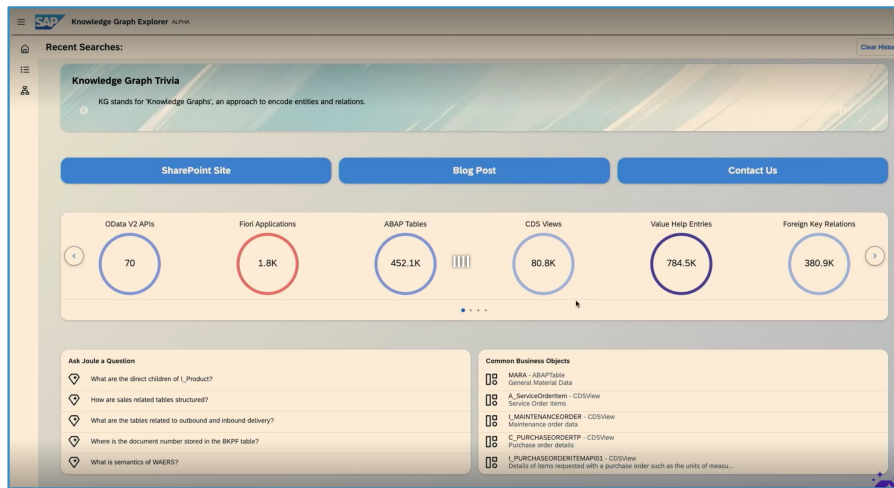 SAP
Knowledge Graph Explorer ALPHA
Recent Searches:
Clear Histor
Knowledge Graph Trivia
KG stands for 'Knowledge Graphs', an approach to encode entities and relations.
SharePoint Site
Blog Post
Contact Us
OData V2 APIs
Fiori Applications
ABAP Tables
CDS Views
Value Help Entries
Foreign Key Relations
70
1.8K
452.1K
80.8K
784.5K
380.9K
Ask Joule a Question
What are the direct children of I_Product?
How are sales related tables structured?
What are the tables related to outbound and inbound delivery?
Where is the document number stored in the BKPF table?
What is semantics of WAERS?
Common Business Objects
MARA - ABAPTable
General Material Data
A_ServiceOrderItem - CDSView
Service Order Items
I_MAINTENANCEORDER - CDSView
Maintenance order data
C_PURCHASEORDERTP - CDSView
Purchase order details
I_PURCHASEORDERITEMAPI01 - CDSView
Details of items requested with a purchase order such as the units of measu...